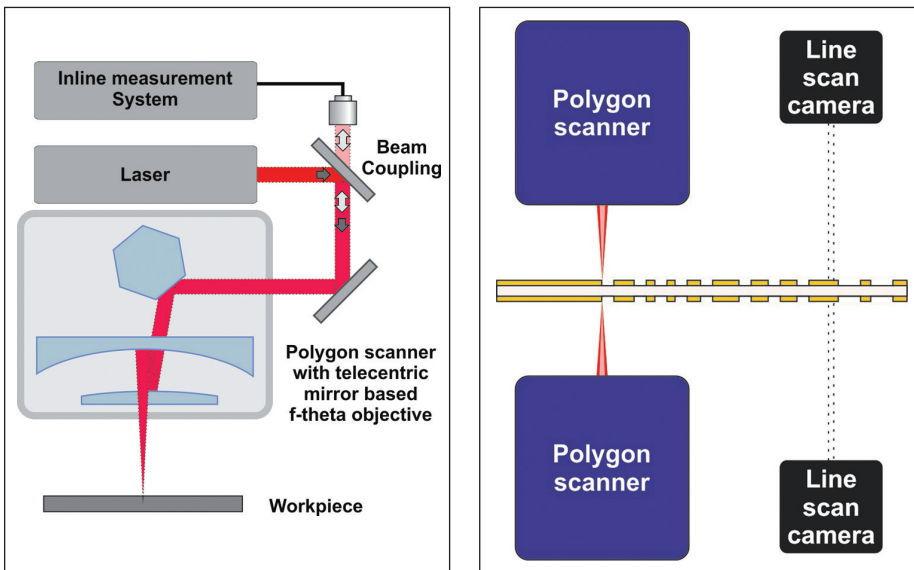 Inline measurement
System
Laser
Beam
Coupling
Polygon scanner
with telecentric
mirror based
f-theta objective
Workpiece
Polygon
scanner
Line
scan
camera
Polygon
scanner
Line
scan
camera